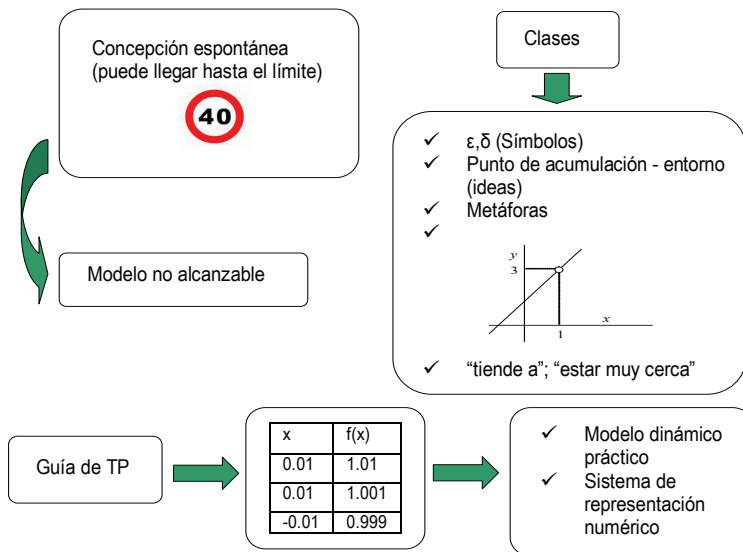 Concepción espontánea
(puede llegar hasta el límite)
40
Modelo no alcanzable
Clases
✓ ε,δ (Símbolos)
✓ Punto de acumulación - entorno
(ideas)
✓ Metáforas
✓
y
3
x
1
✓ “tiende a”; “estar muy cerca”
Guía de TP
x f(x)
0.01 1.01
0.01 1.001
-0.01 0.999
✓ Modelo dinámico
práctico
✓ Sistema de
representación
numérico